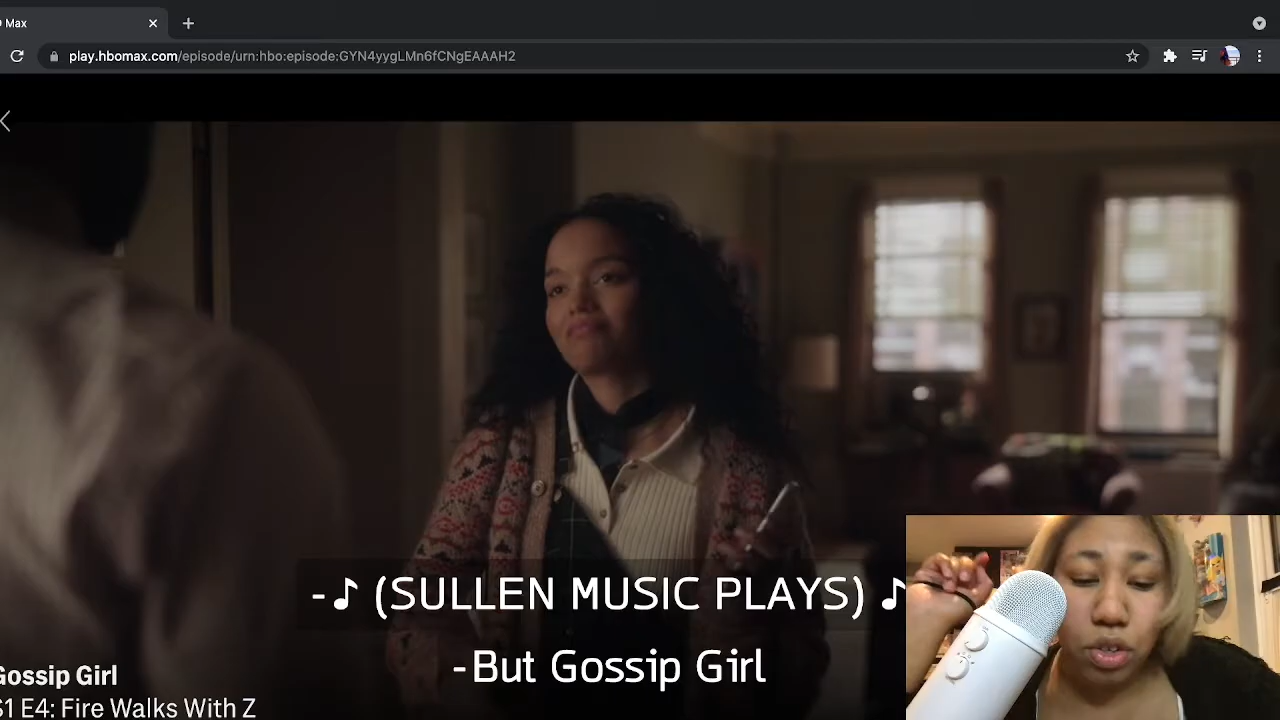 Max
play.hbomax.com/episode/urn:hbo:episode:GYN4yygLMn6fCNgEAAAH2
-♪ (SULLEN MUSIC PLAYS) ♪
-But Gossip Girl
Gossip Girl
S1 E4: Fire Walks With Z